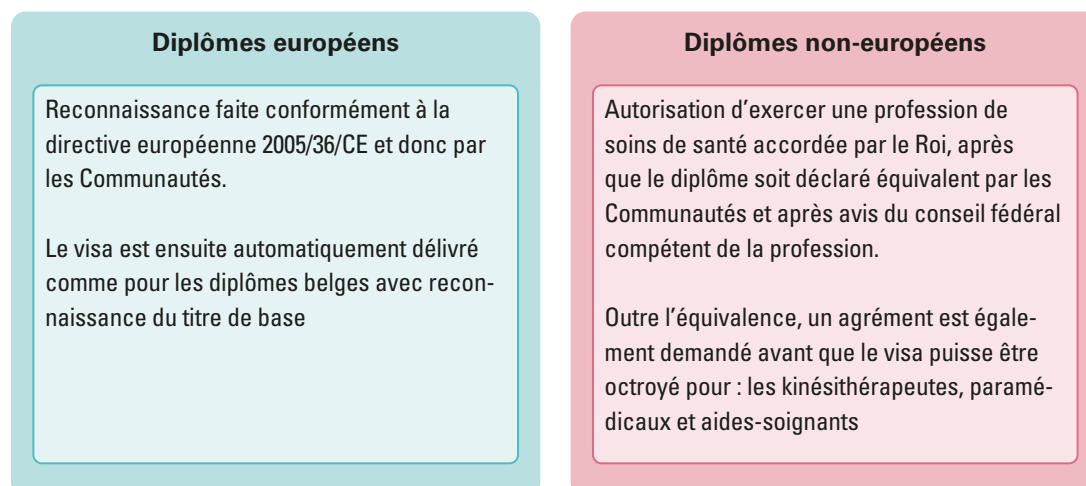 Diplômes européens
Reconnaissance faite conformément à la
directive européenne 2005/36/CE et donc par
les Communautés.
Le visa est ensuite automatiquement délivré
comme pour les diplômes belges avec recon-
naissance du titre de base
Diplômes non-européens
Autorisation d'exercer une profession de
soins de santé accordée par le Roi, après
que le diplôme soit déclaré équivalent par les
Communautés et après avis du conseil fédéral
compétent de la profession.
Outre l'équivalence, un agrément est égale-
ment demandé avant que le visa puisse être
octroyé pour : les kinésithérapeutes, paramé-
dicaux et aides-soignants